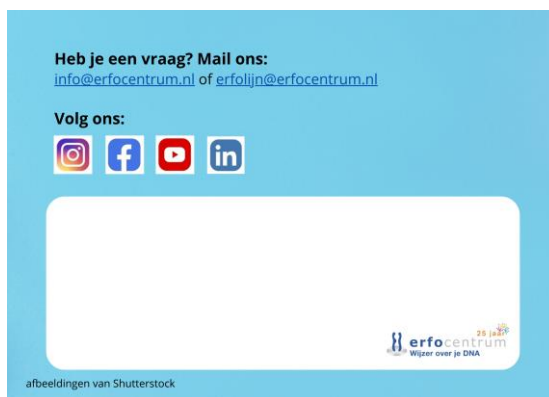 Heb je een vraag? Mail ons:
info@erfocentrum.nl of erfolijn@erfocentrum.nl
Volg ons:
in
25 jaar
erfocentrum
Wijzer over je DNA
afbeeldingen van Shutterstock